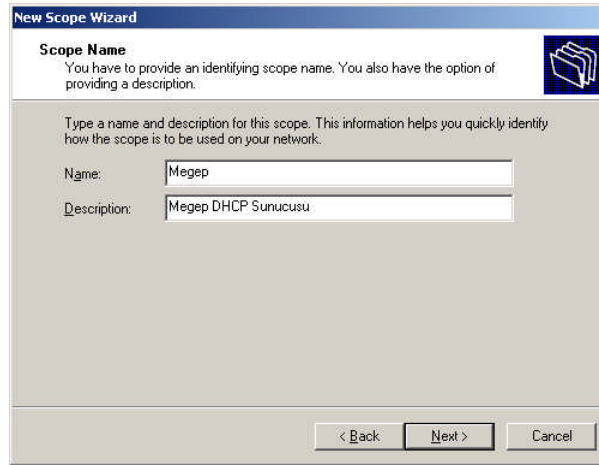 New Scope Wizard
Scope Name
You have to provide an identifying scope name. You also have the option of
providing a description.
Type a name and description for this scope. This information helps you quickly identify
how the scope is to be used on your network.
Name: Megep
Description: Megep DHCP Sunucusu
< Back Next > Cancel